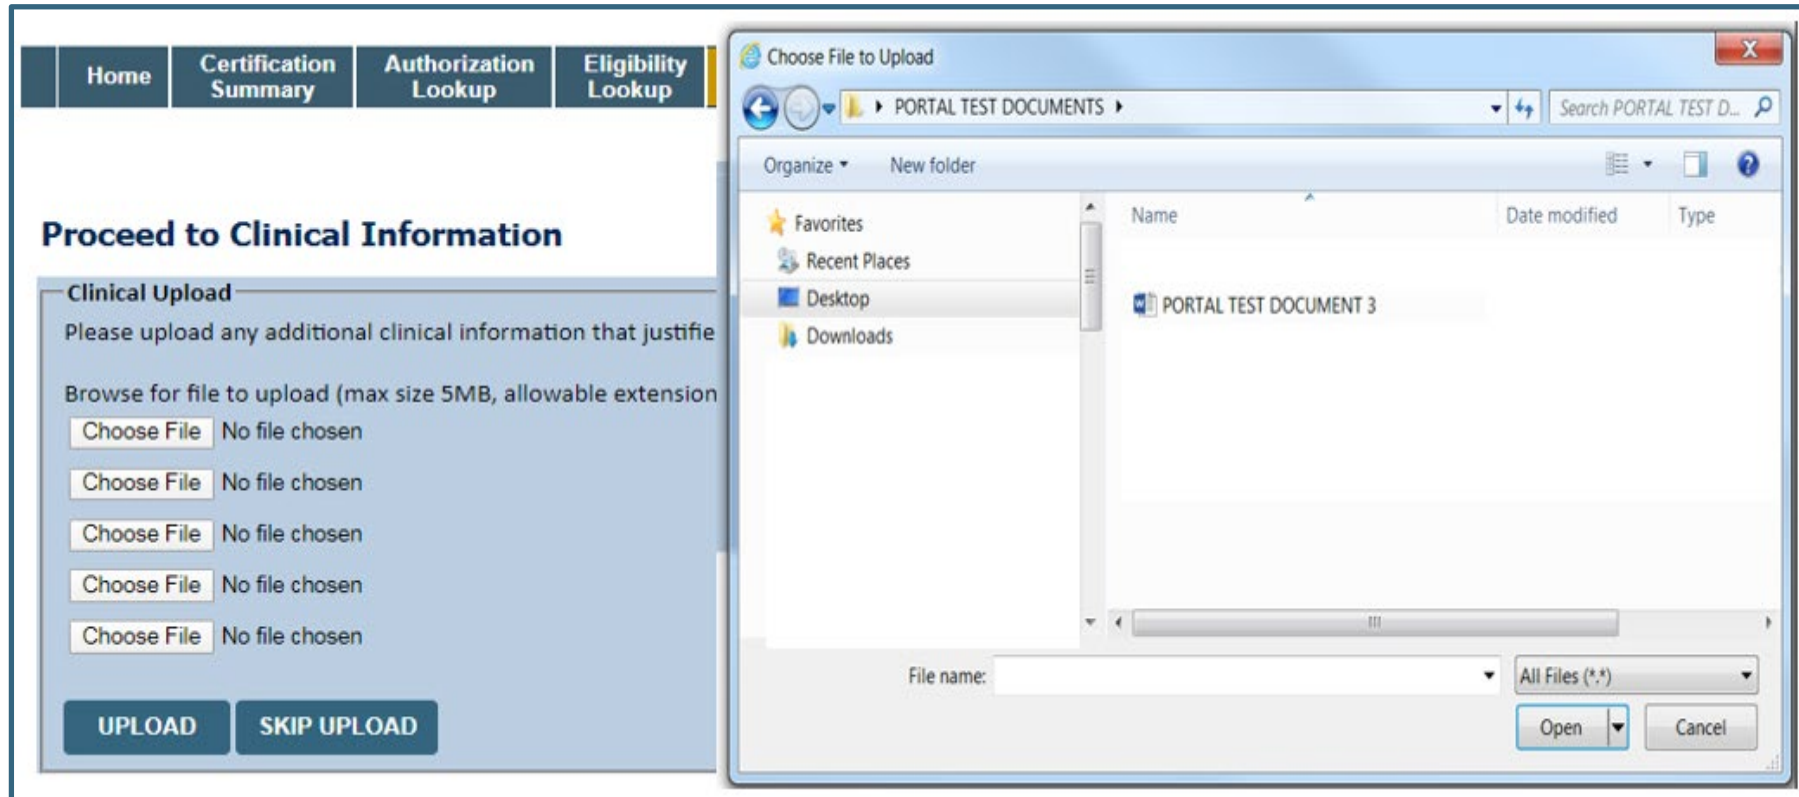 Home
Certification
Summary
Authorization
Lookup
Eligibility
Lookup
Proceed to Clinical Information
Clinical Upload
Please upload any additional clinical information that justifie
Browse for file to upload (max size 5MB, allowable extension
Choose File No file chosen
Choose File No file chosen
Choose File No file chosen
Choose File No file chosen
Choose File No file chosen
UPLOAD SKIP UPLOAD
Choose File to Upload
PORTAL TEST DOCUMENTS
Search PORTAL TEST D...
Organize New folder
Favorites
Recent Places
Desktop
Downloads
Name Date modified Type
PORTAL TEST DOCUMENT 3
File name:
All Files (*.*)
Open Cancel